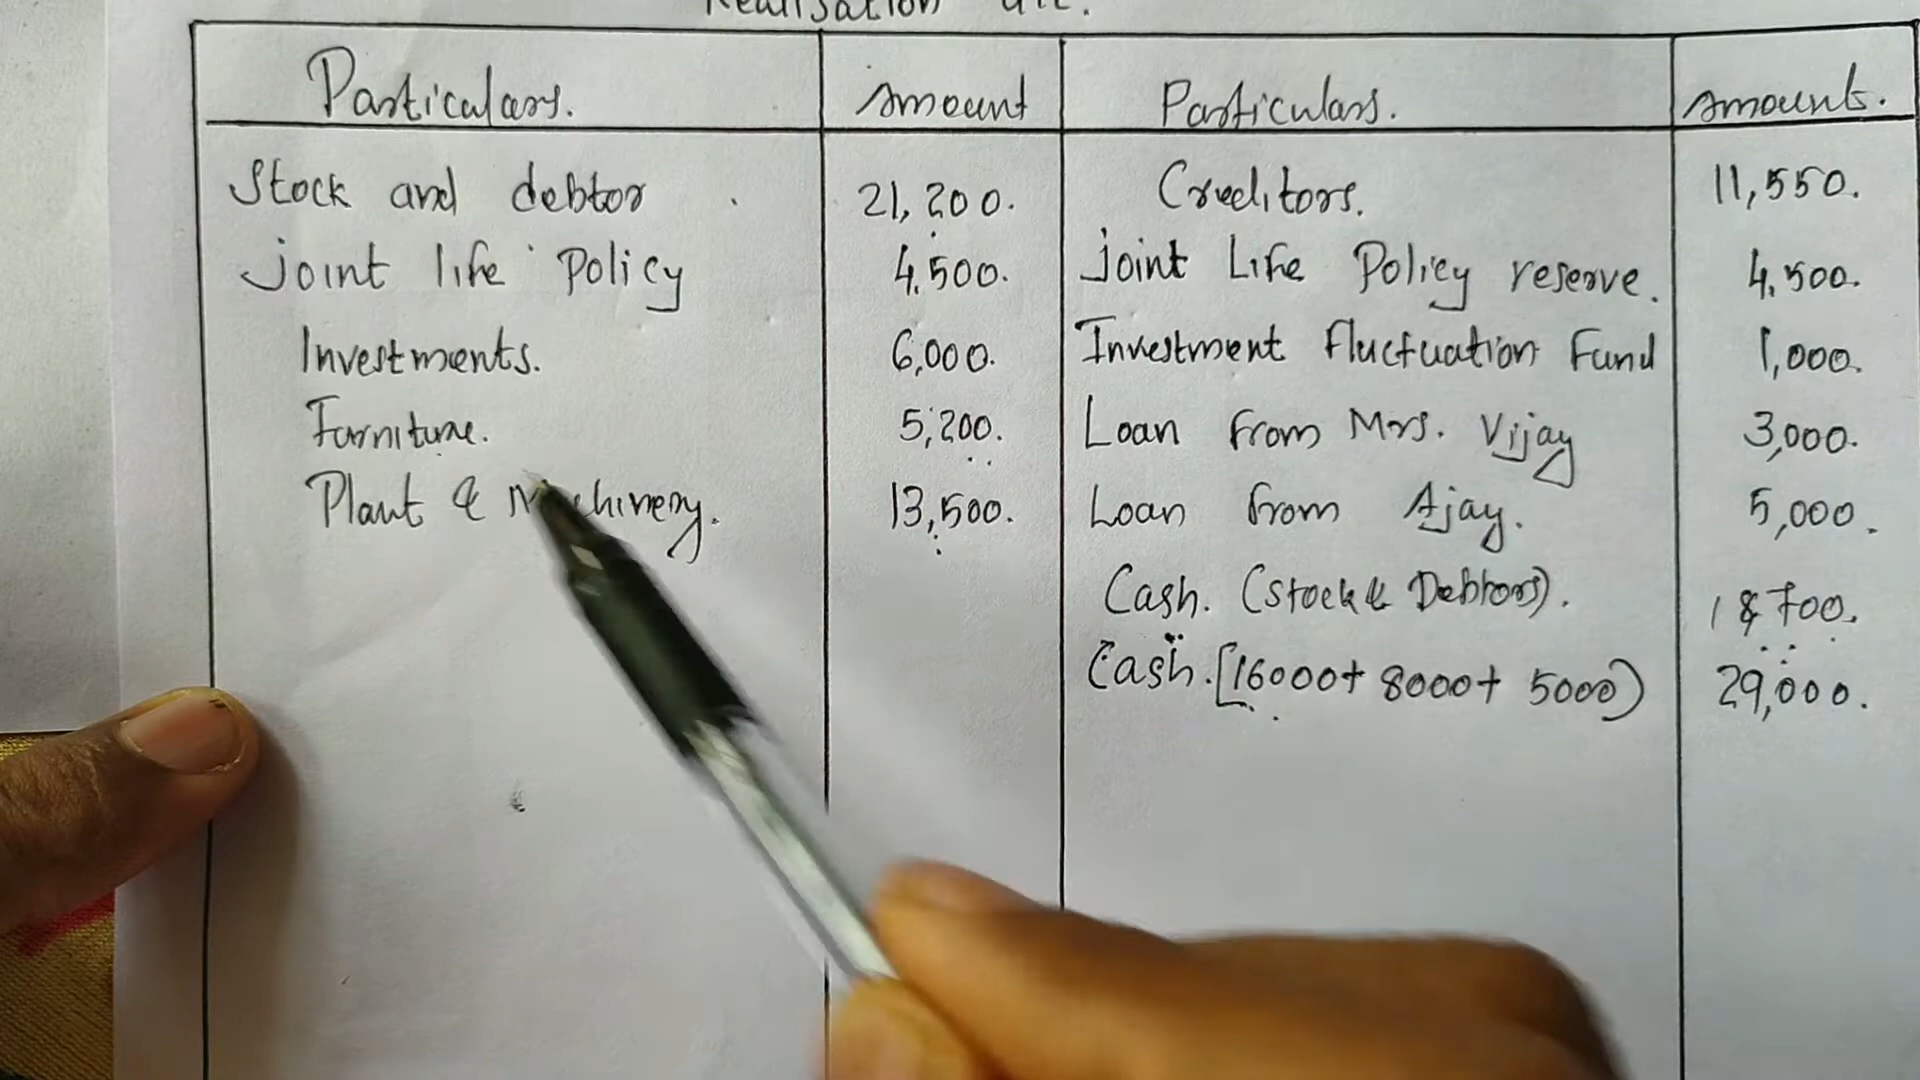 Realisation a/c.
Particulars. Amount Particulars. Amounts.
Stock and debtor 21,200. Creditors. 11,550.
Joint life Policy 4,500. Joint Life Policy reserve. 4,500.
Investments. 6,000. Investment Fluctuation Fund 1,000.
Furniture. 5,200. Loan from Mrs. Vijay 3,000.
Plant & Machinery. 13,500. Loan from Ajay. 5,000.
Cash. (Stock & Debtors). 18700.
Cash. [16000+ 8000+ 5000) 29,000.